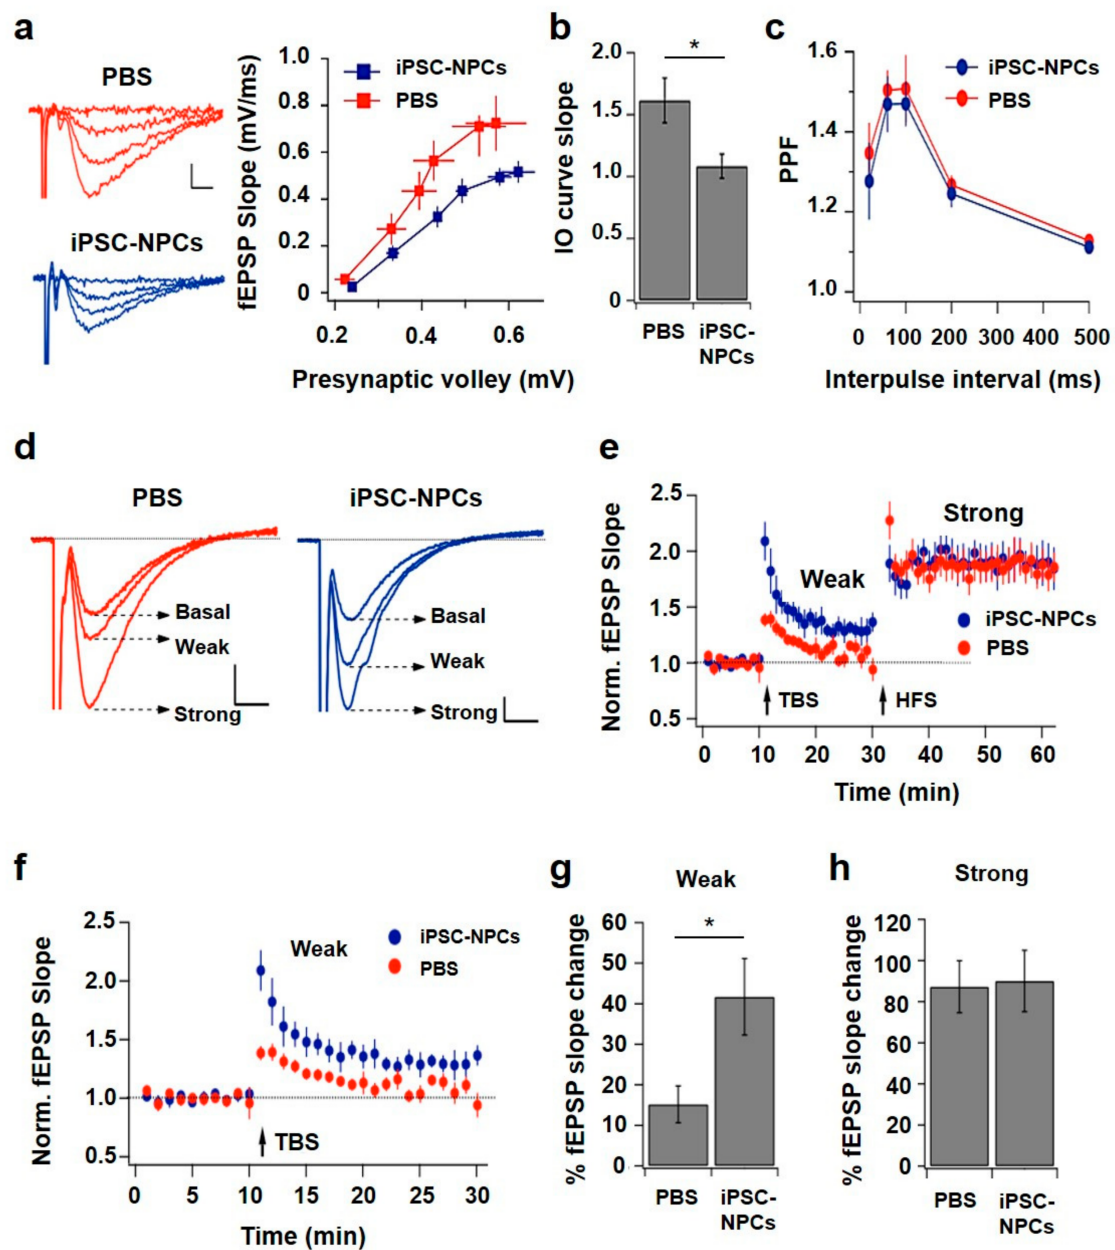 a
PBS
iPSC-NPCs
fEPSP Slope (mV/ms)
1.0
0.8
0.6
0.4
0.2
0
iPSC-NPCs
PBS
0.2 0.4 0.6
Presynaptic volley (mV)
b
IO curve slope
2.0
1.5
1.0
0.5
0
*
PBS iPSC-
NPCs
c
PPF
1.6
1.4
1.2
1.0
iPSC-NPCs
PBS
0 100 200 300 400 500
Interpulse interval (ms)
d
PBS
Basal
Weak
Strong
iPSC-NPCs
Basal
Weak
Strong
e
Norm. fEPSP Slope
2.5
2.0
1.5
1.0
0.5
Strong
Weak
iPSC-NPCs
PBS
TBS
HFS
0 10 20 30 40 50 60
Time (min)
f
Norm. fEPSP Slope
2.5
2.0
1.5
1.0
0.5
Weak
iPSC-NPCs
PBS
TBS
0 5 10 15 20 25 30
Time (min)
g
Weak
% fEPSP slope change
60
50
40
30
20
10
0
*
PBS iPSC-
NPCs
h
Strong
% fEPSP slope change
120
100
80
60
40
20
0
PBS iPSC-
NPCs